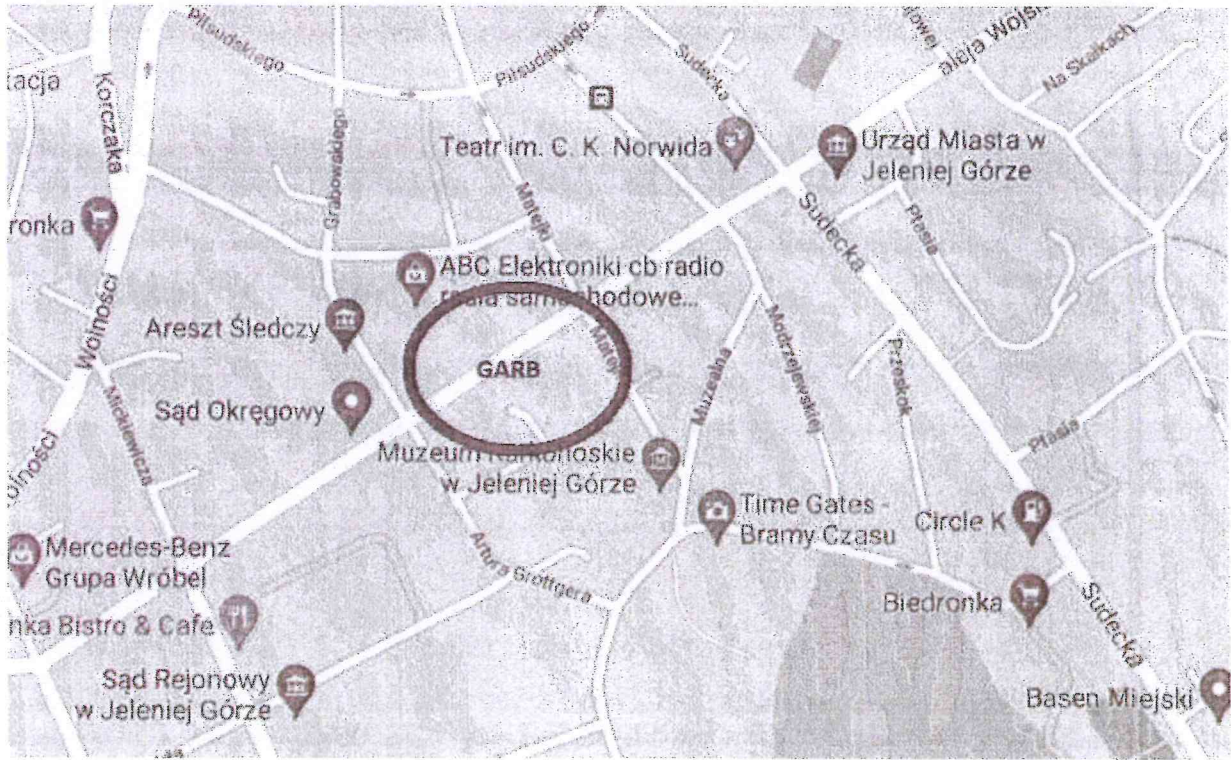 Piłsudskiego
Piłsudskiego
Sudecka
Aleja
Na Skałkach
acja
Korczaka
Grabowskiego
Teatr im. C. K. Norwida
Urząd Miasta w
Jeleniej Górze
Matejki
Sudecka
Ptasia
ronka
ABC Elektroniki cb radio
samochodowe...
Wolności
Areszt Śledczy
GARB
Muzealna
Modrzejewskiej
Przeskok
Sąd Okręgowy
Mickiewicza
Muzeum Karkonoskie
w Jeleniej Górze
Ptasia
olności
Time Gates -
Bramy Czasu
Circle K
Mercedes-Benz
Grupa Wróbel
Artura Grottgera
Biedronka
nka Bistro & Cafe
Sudecka
Sąd Rejonowy
w Jeleniej Górze
Basen Miejski